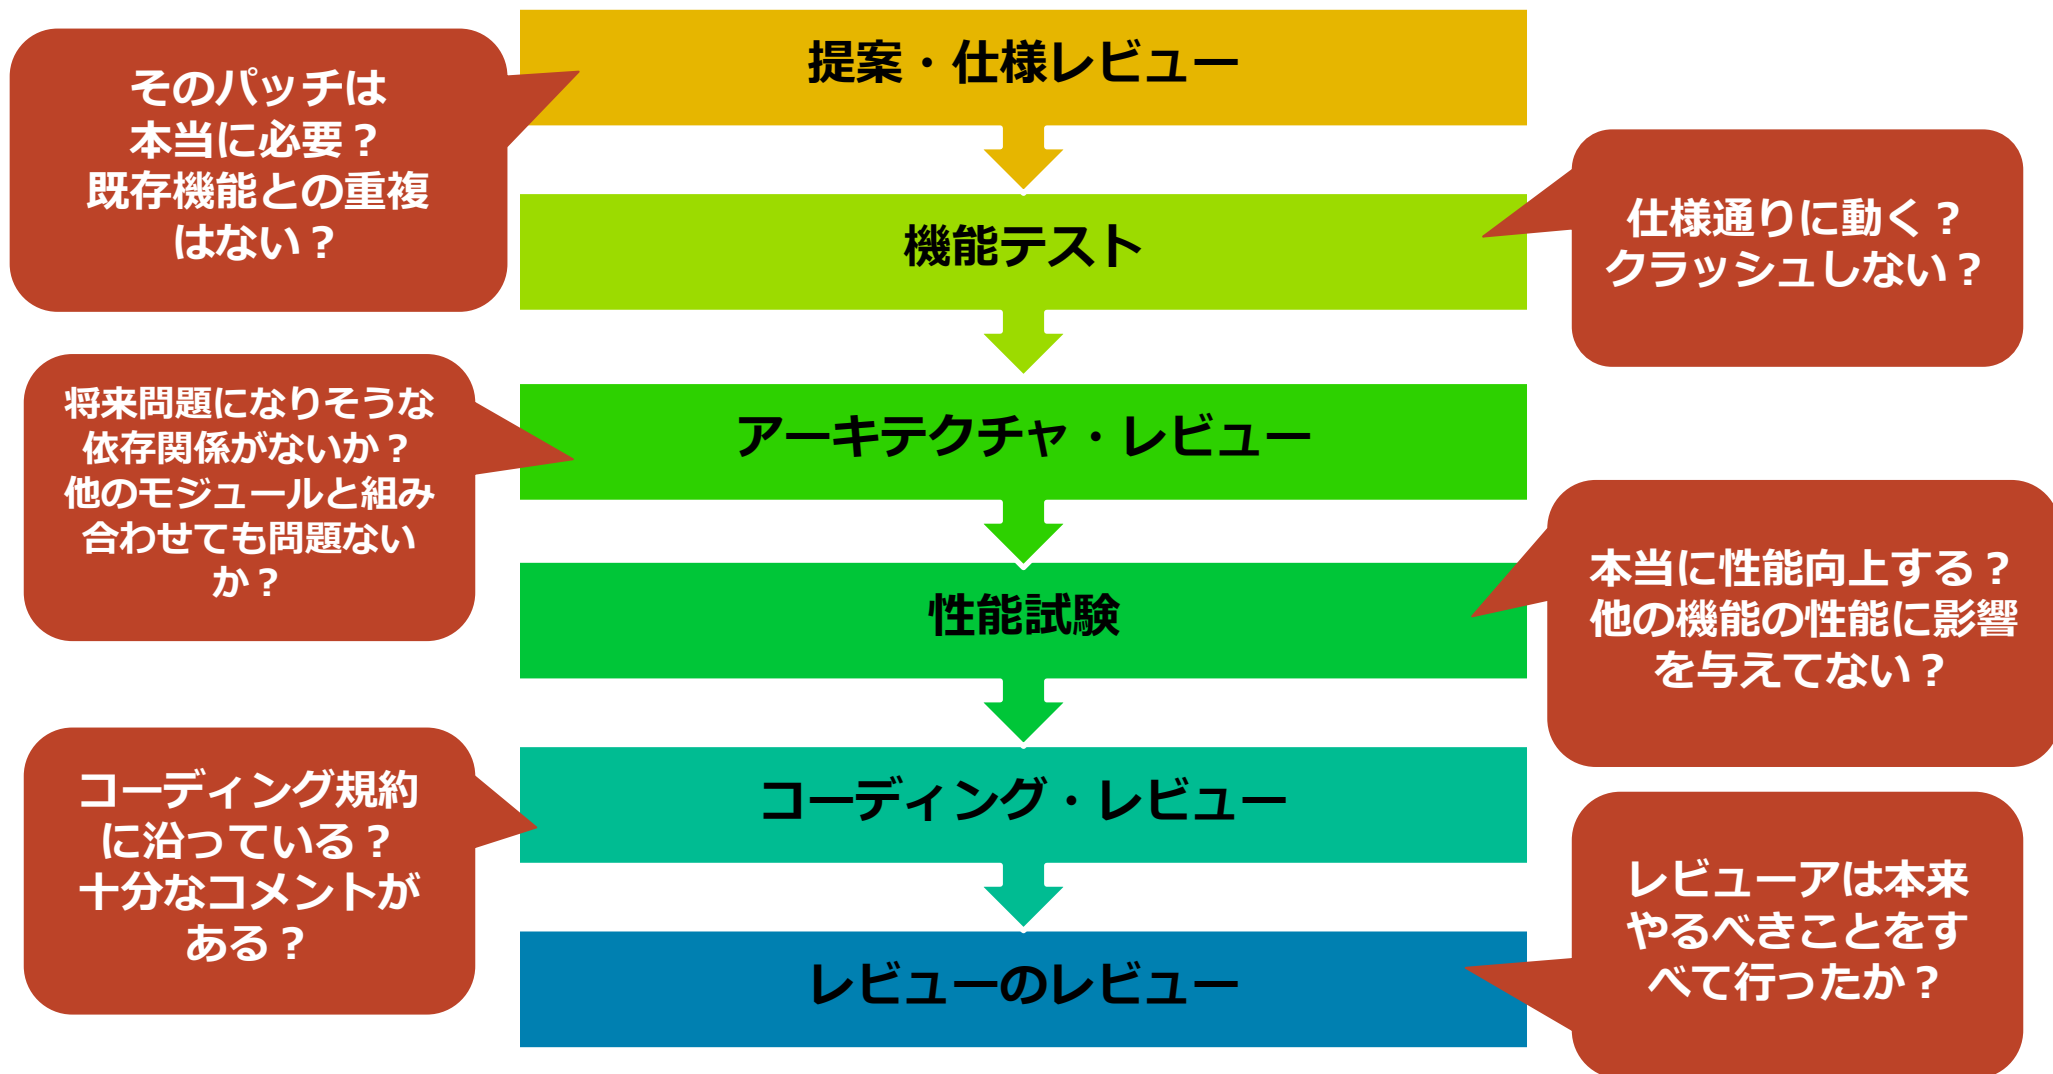 提案・仕様レビュー
そのパッチは
本当に必要？
既存機能との重複
はない？
機能テスト
仕様通りに動く？
クラッシュしない？
アーキテクチャ・レビュー
将来問題になりそうな
依存関係がないか？
他のモジュールと組み
合わせても問題ない
か？
性能試験
本当に性能向上する？
他の機能の性能に影響
を与えてない？
コーディング・レビュー
コーディング規約
に沿っている？
十分なコメントが
ある？
レビューのレビュー
レビューアは本来
やるべきことをす
べて行ったか？